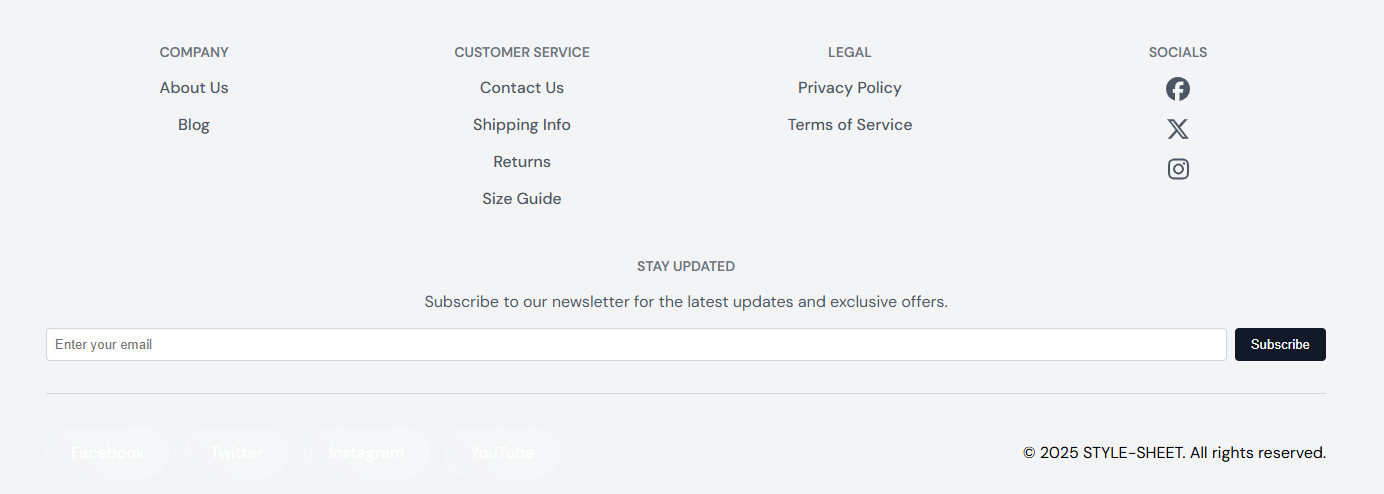 COMPANY
About Us
Blog
CUSTOMER SERVICE
Contact Us
Shipping Info
Returns
Size Guide
LEGAL
Privacy Policy
Terms of Service
SOCIALS
STAY UPDATED
Subscribe to our newsletter for the latest updates and exclusive offers.
Enter your email
Subscribe
Facebook
Twitter
Instagram
YouTube
© 2025 STYLE-SHEET. All rights reserved.